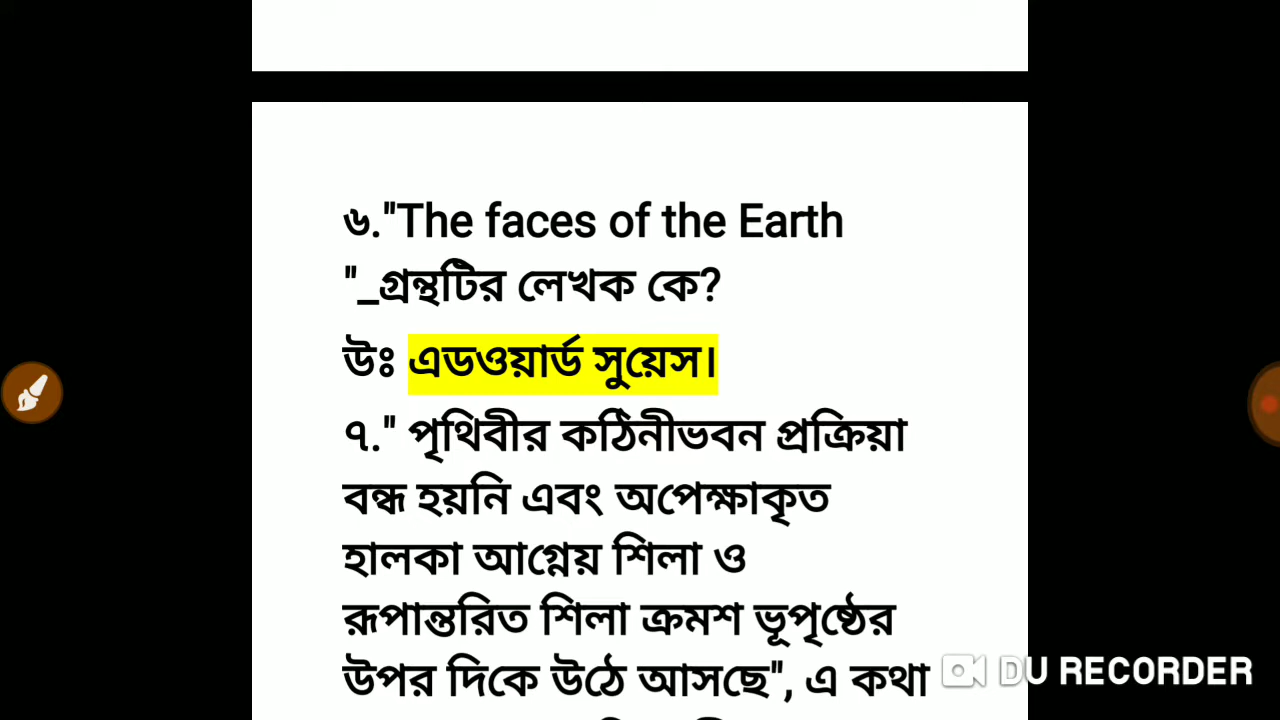 ৬."The faces of the Earth
"_গ্রন্থটির লেখক কে?
উঃ এডওয়ার্ড সুয়েস।
৭." পৃথিবীর কঠিনীভবন প্রক্রিয়া
বন্ধ হয়নি এবং অপেক্ষাকৃত
হালকা আগ্নেয় শিলা ও
রূপান্তরিত শিলা ক্রমশ ভূপৃষ্ঠের
উপর দিকে উঠে আসছে", এ কথা
DU RECORDER